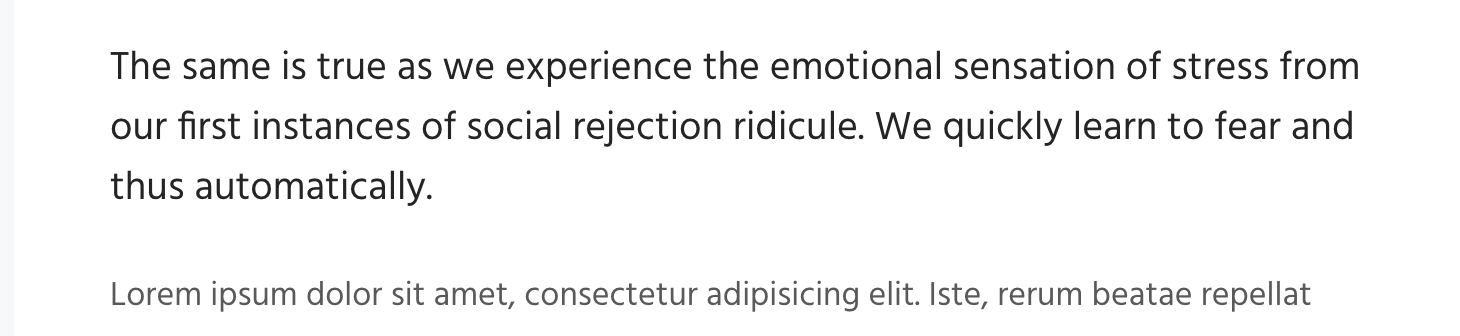 The same is true as we experience the emotional sensation of stress from
our first instances of social rejection ridicule. We quickly learn to fear and
thus automatically.
Lorem ipsum dolor sit amet, consectetur adipisicing elit. Iste, rerum beatae repellat